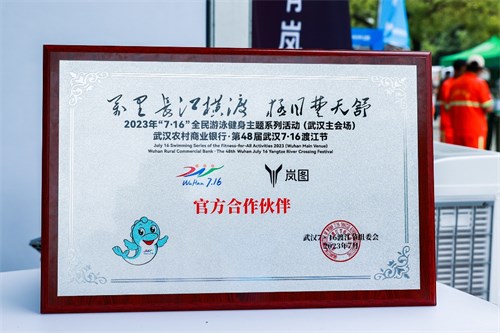 岚
万里长江横渡 极目楚天舒
2023年“7·16”全民游泳健身主题系列活动（武汉主会场）
武汉农村商业银行·第48届武汉7·16渡江节
July 16 Swimming Series of the Fitness-for-All Activities 2023 (Wuhan Main Venue)
Wuhan Rural Commercial Bank · The 48th Wuhan July 16 Yangtze River Crossing Festival
WuHan 7.16
岚图
官方合作伙伴
武汉7·16渡江节组委会
2023年7月